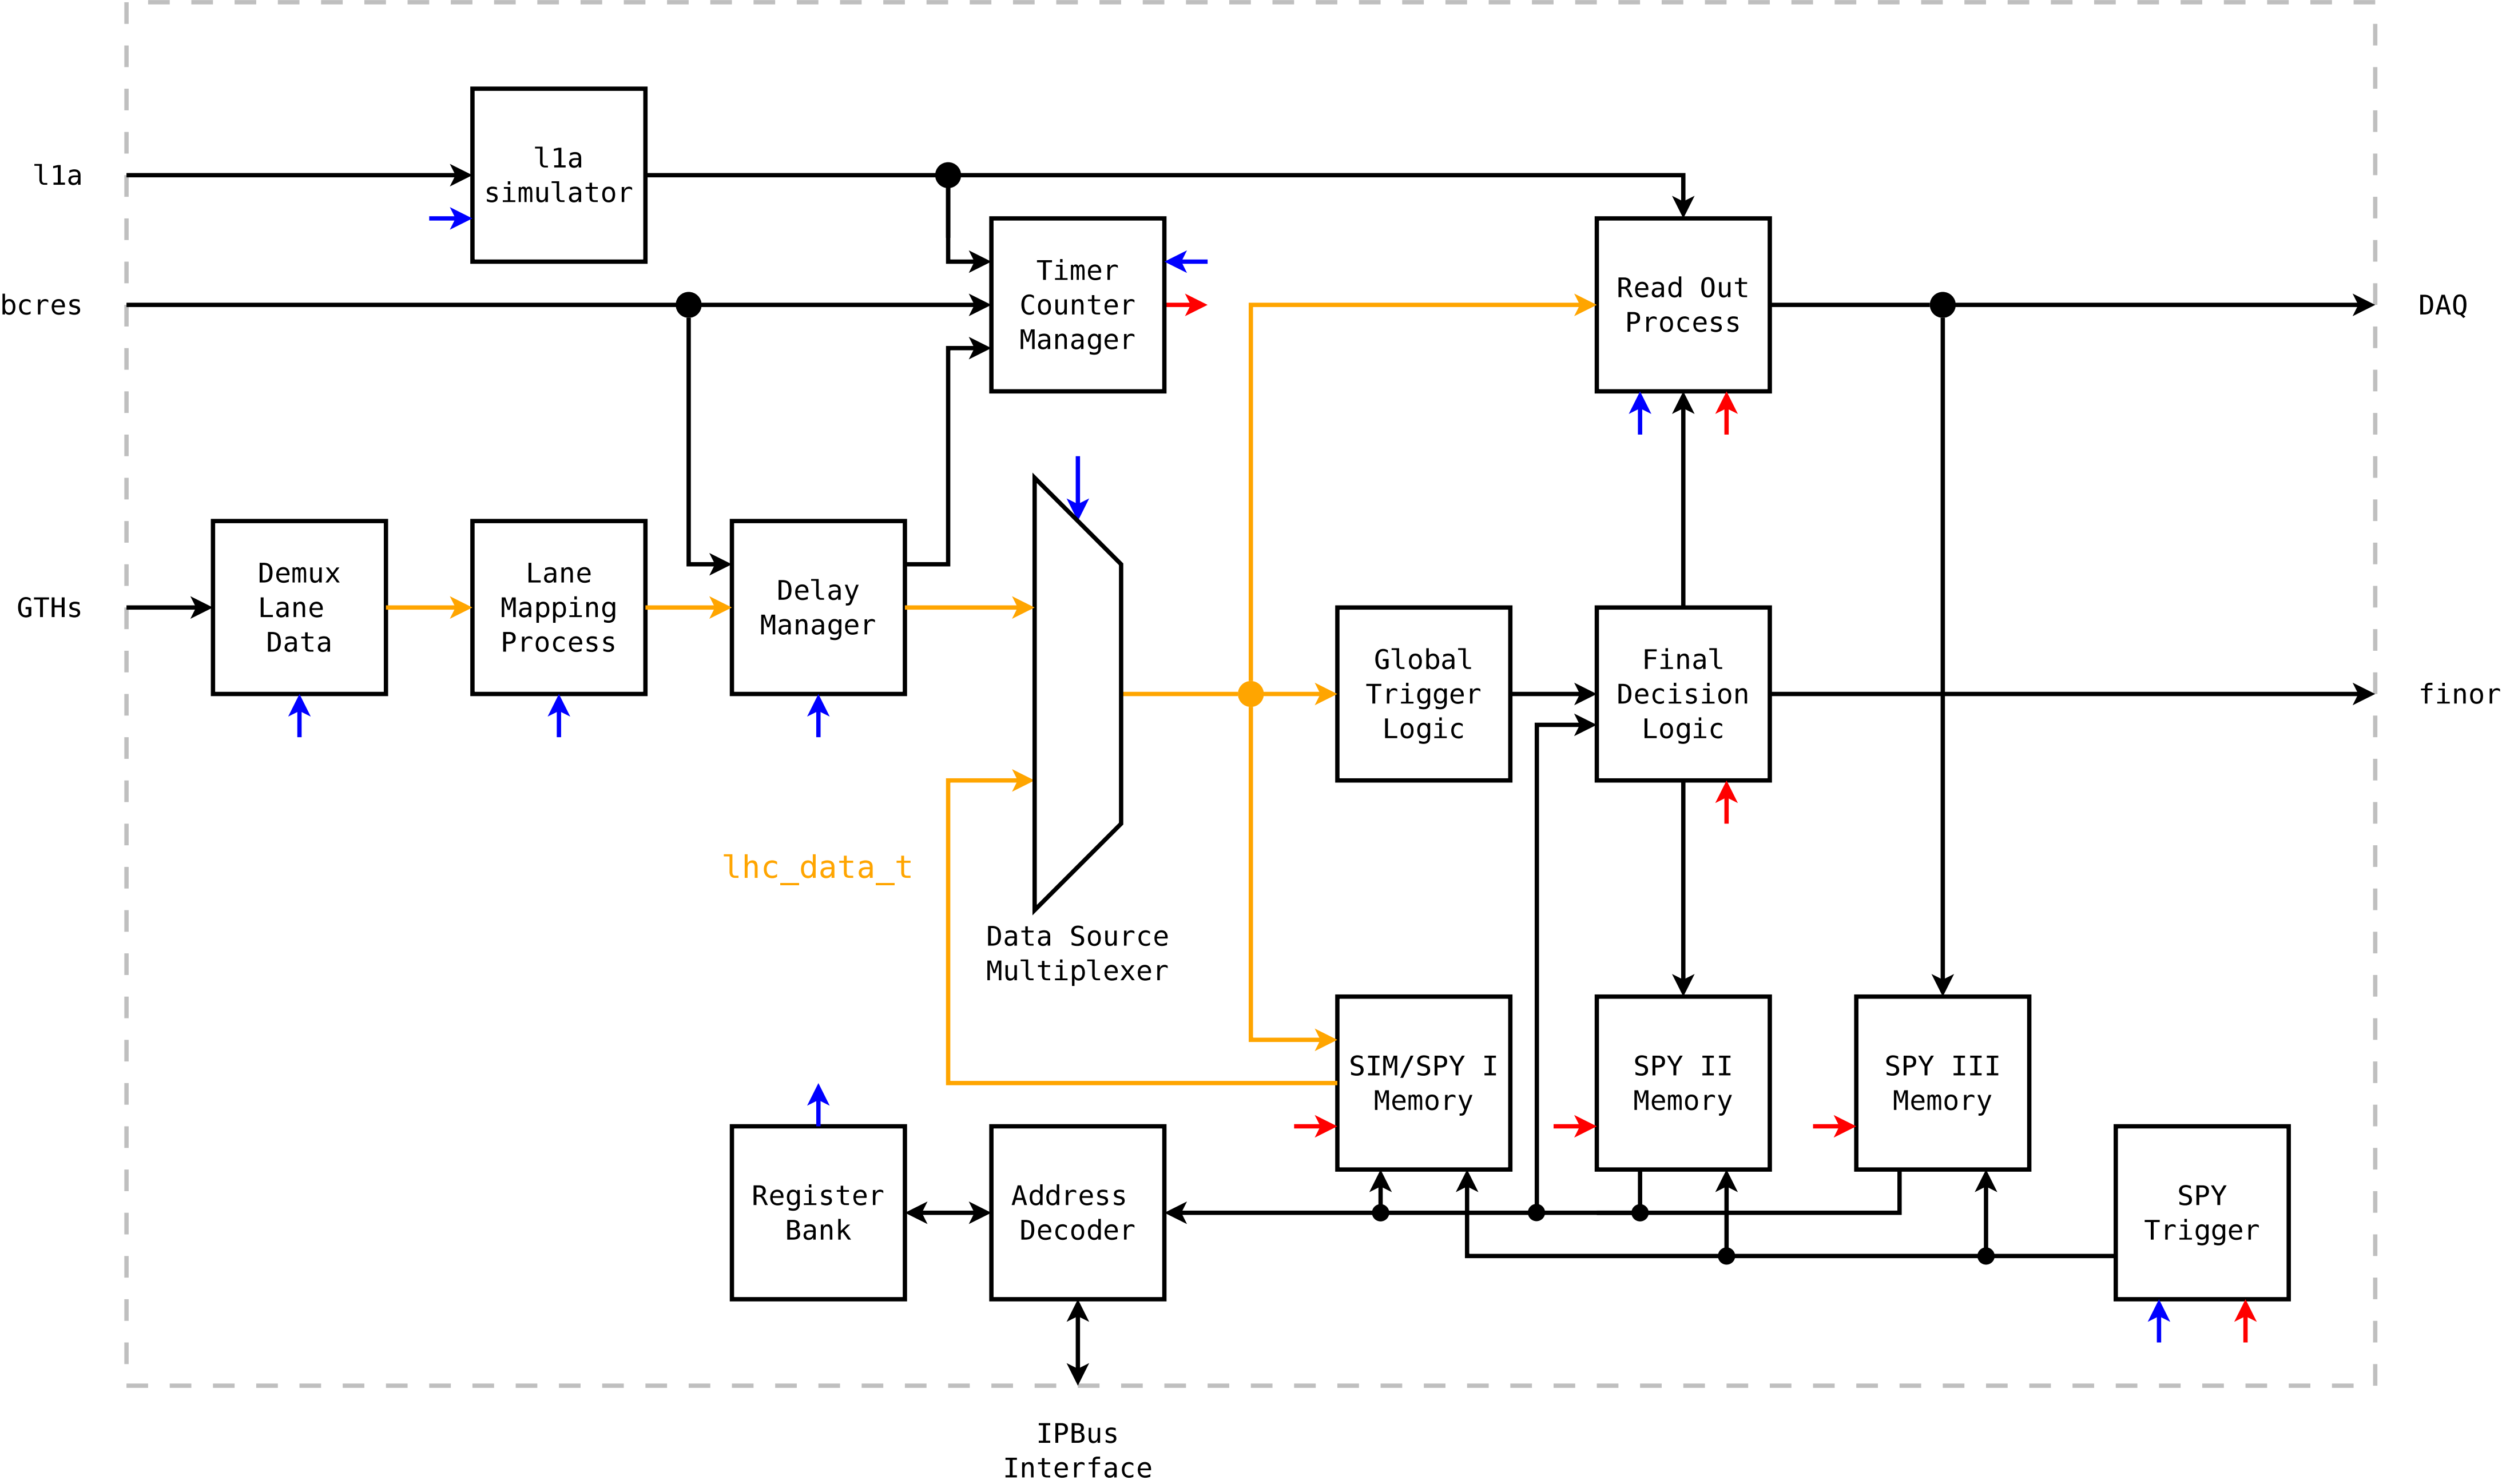 l1a
l1a
simulator
bcres
Timer
Counter
Manager
Read Out
Process
DAQ
GTHs
Demux
Lane
Data
Lane
Mapping
Process
Delay
Manager
Global
Trigger
Logic
Final
Decision
Logic
finor
lhc_data_t
Data Source
Multiplexer
SIM/SPY I
Memory
SPY II
Memory
SPY III
Memory
Register
Bank
Address
Decoder
SPY
Trigger
IPBus
Interface